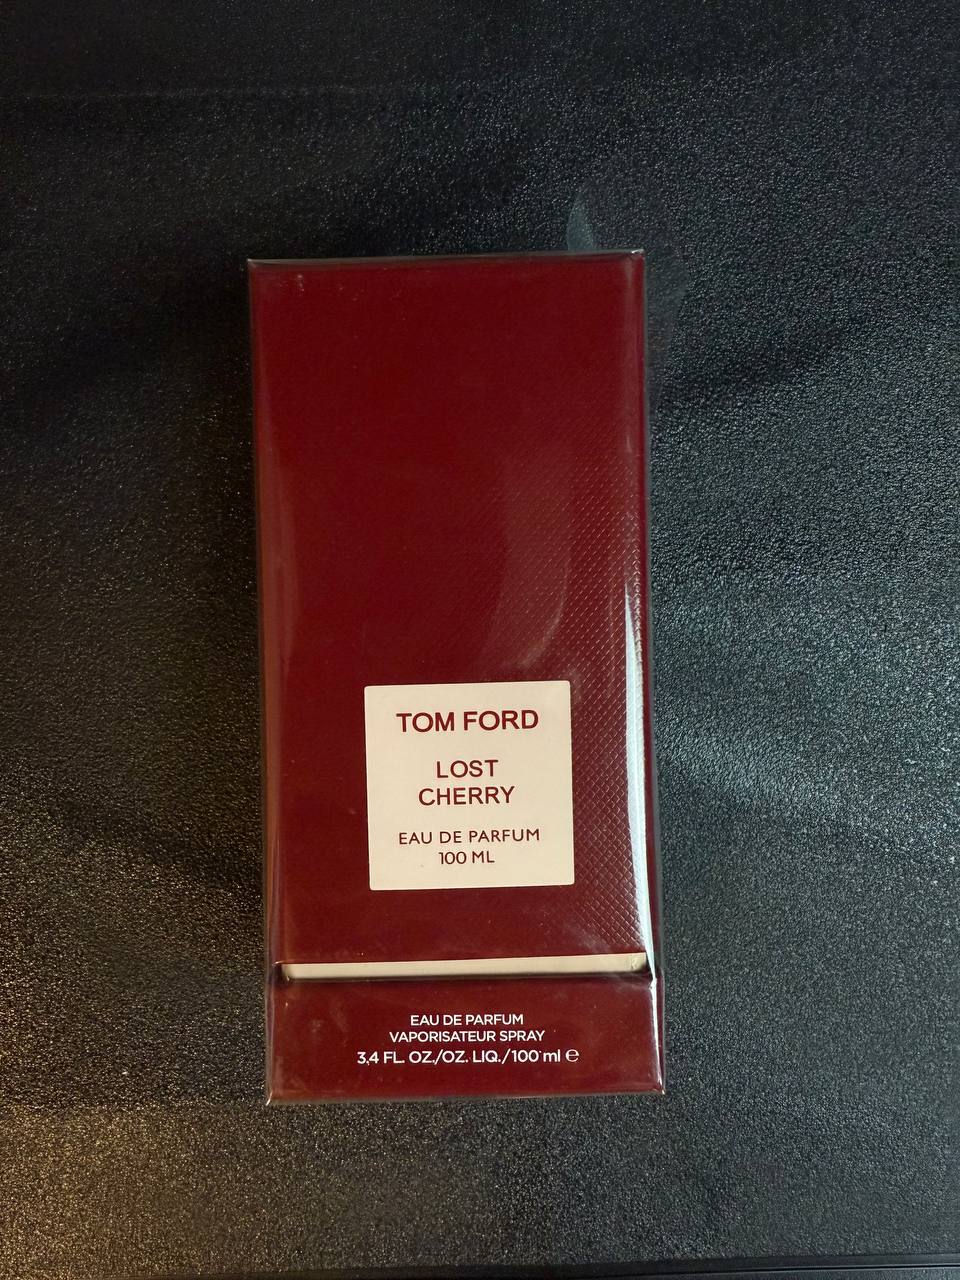 TOM FORD
LOST
CHERRY
EAU DE PARFUM
100 ML
EAU DE PARFUM
VAPORISATEUR SPRAY
3,4 FL. OZ./OZ. LIQ./100 ml ℮